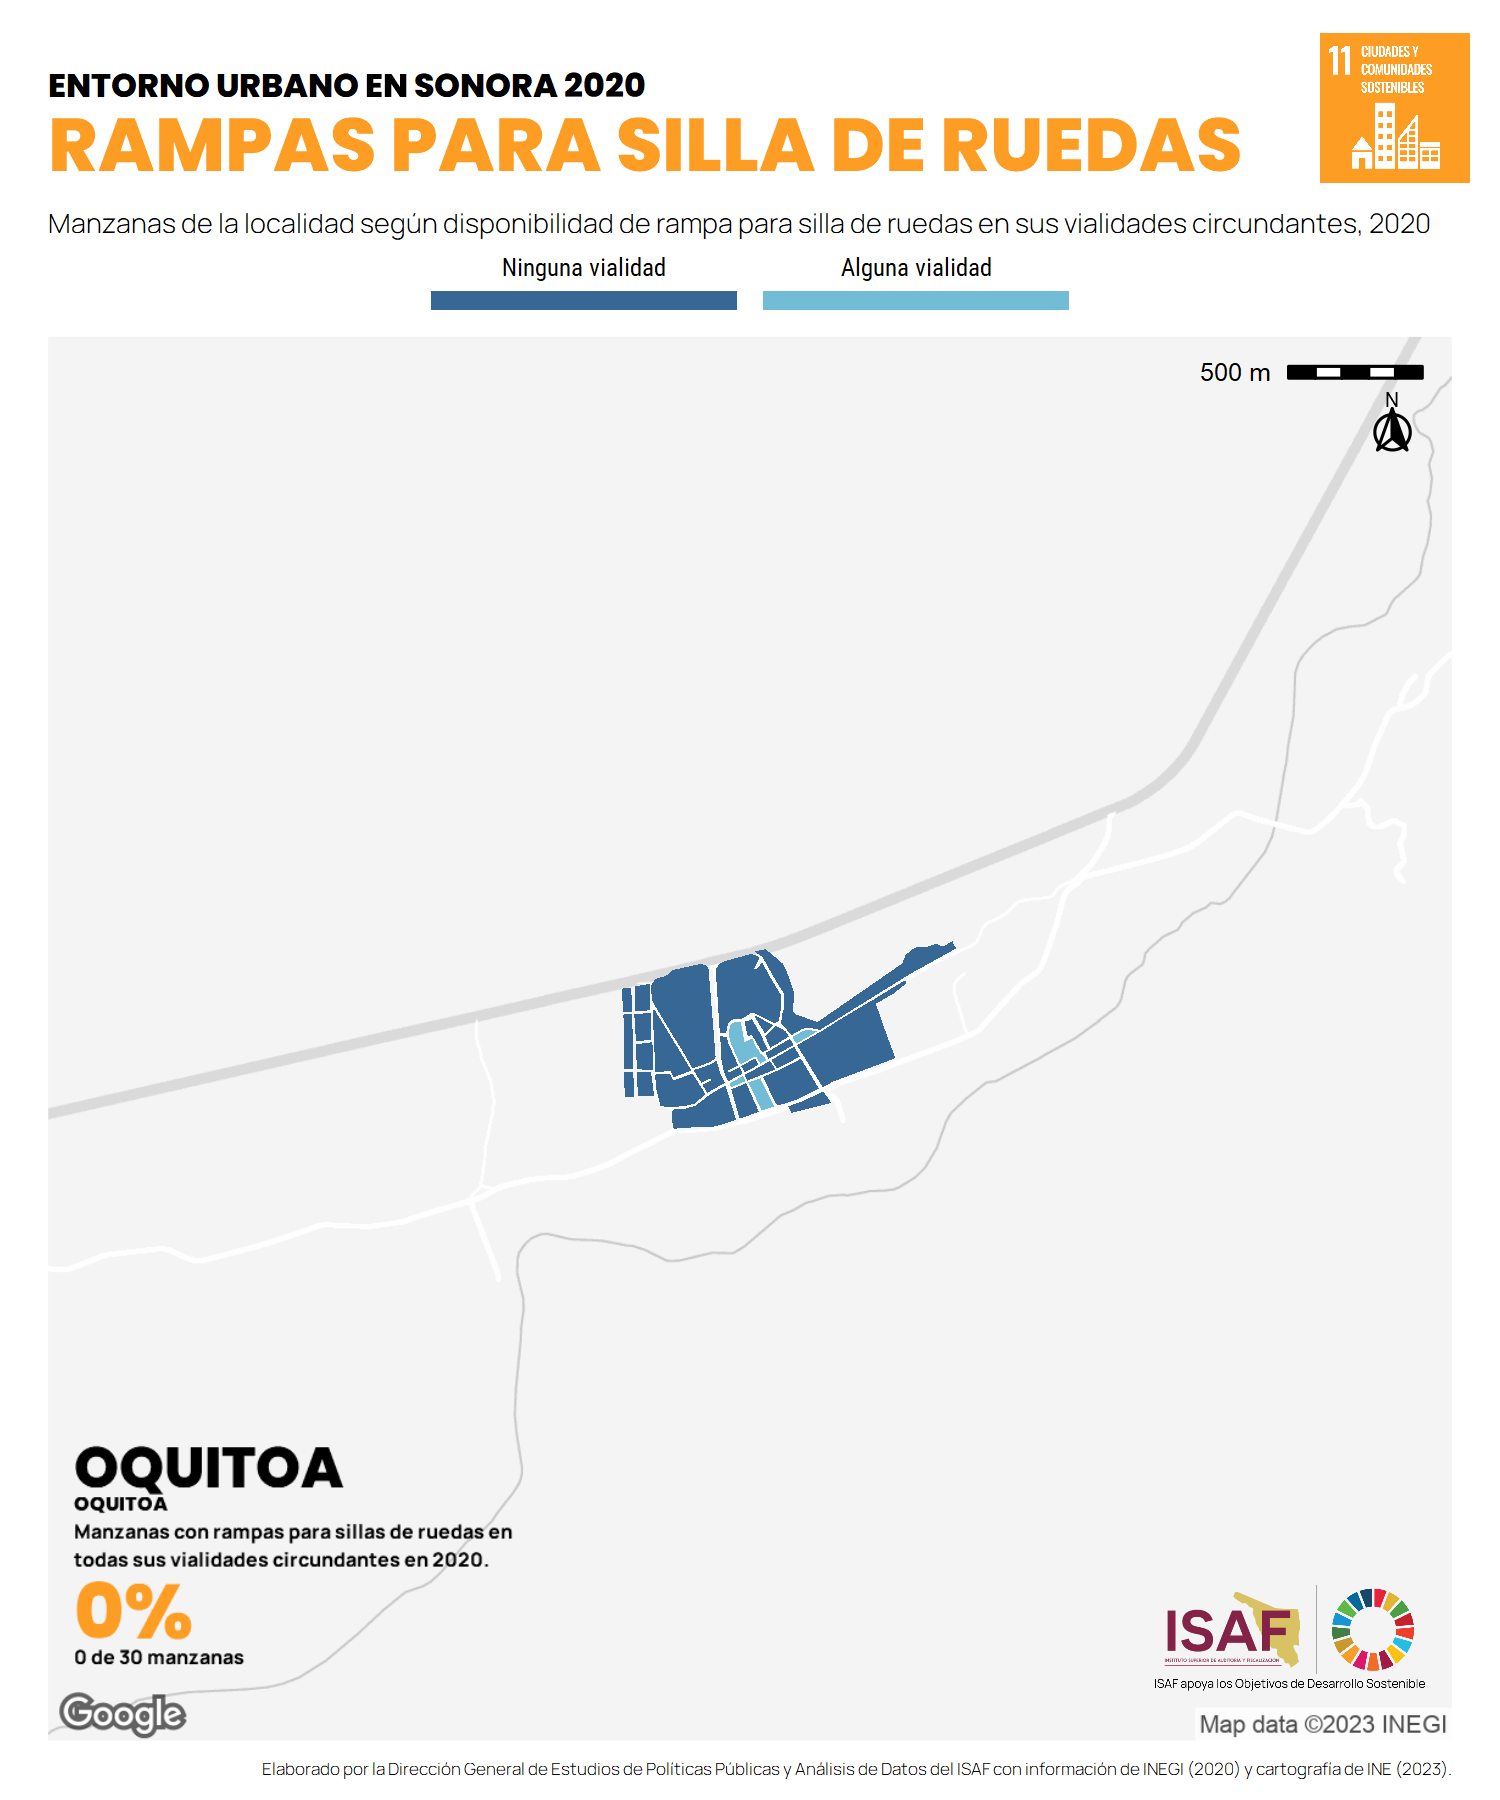 ENTORNO URBANO EN SONORA 2020
RAMPAS PARA SILLA DE RUEDAS
11 CIUDADES Y
COMUNIDADES
SOSTENIBLES
Manzanas de la localidad según disponibilidad de rampa para silla de ruedas en sus vialidades circundantes, 2020
Ninguna vialidad
Alguna vialidad
500 m
N
OQUITOA
OQUITOA
Manzanas con rampas para sillas de ruedas en
todas sus vialidades circundantes en 2020.
0%
0 de 30 manzanas
ISAF
INSTITUTO SUPERIOR DE AUDITORÍA Y FISCALIZACIÓN
ISAF apoya los Objetivos de Desarrollo Sostenible
Google
Map data ©2023 INEGI
Elaborado por la Dirección General de Estudios de Políticas Públicas y Análisis de Datos del ISAF con información de INEGI (2020) y cartografía de INE (2023).